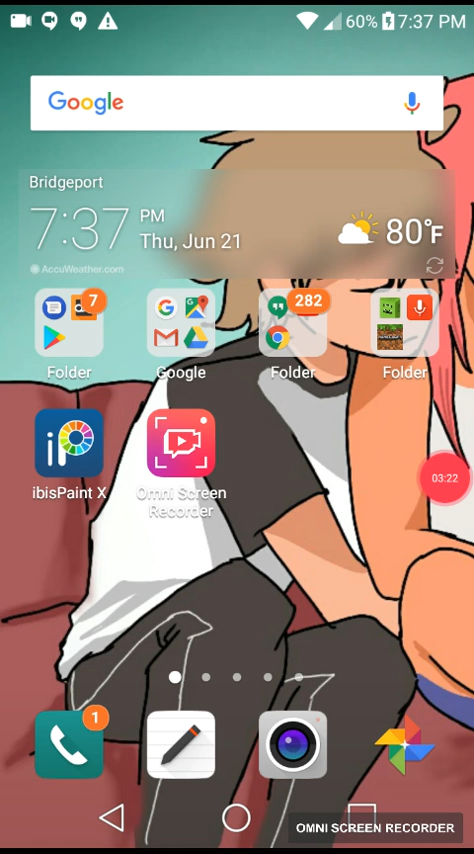 60% 7:37 PM
Google
Bridgeport
7:37 PM
Thu, Jun 21
80°F
AccuWeather.com
7
282
Folder
Google
Folder
Folder
iP
ibisPaint X
Omni Screen
Recorder
03:22
1
OMNI SCREEN RECORDER